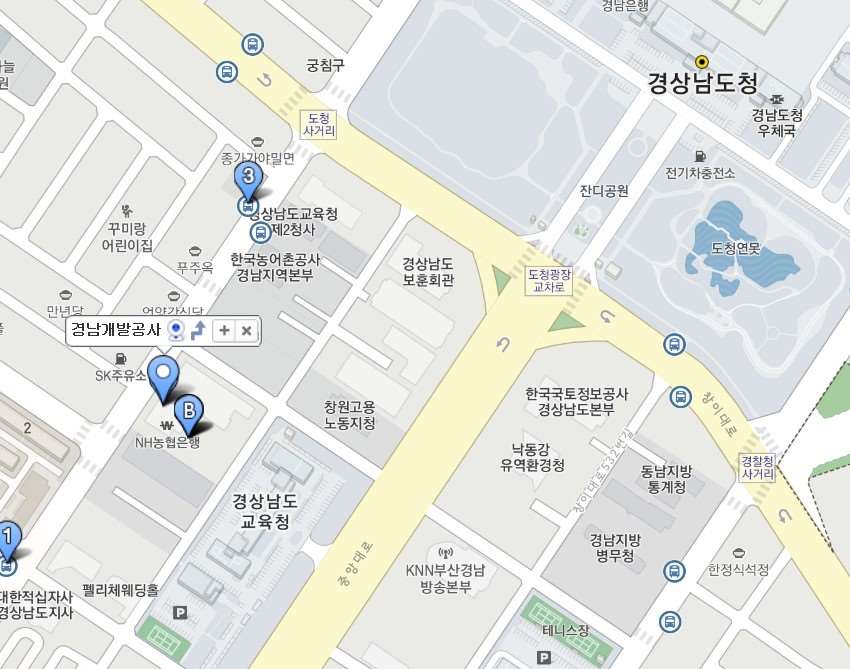 경남은행
궁침구
경상남도청
도청
사거리
경남도청
우체국
종가가야밀면
전기차충전소
3
잔디공원
경상남도교육청
제2청사
꾸미랑
어린이집
도청연못
푸주옥
한국농어촌공사
경남지역본부
경상남도
보훈회관
도청광장
교차로
만년당
언양각식당
경남개발공사
SK주유소
창이대로
한국국토정보공사
경상남도본부
창원고용
노동지청
B
2
NH농협은행
낙동강
유역환경청
창이대로532번길
동남지방
통계청
경찰청
사거리
경상남도
교육청
1
경남지방
병무청
중앙대로
KNN부산경남
방송본부
한정식석정
펠리체웨딩홀
대한적십자사
경상남도지사
P
테니스장
P